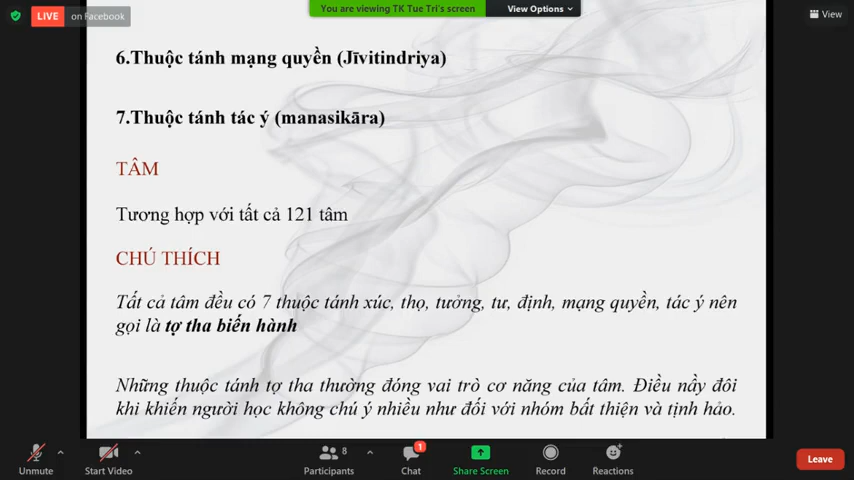 You are viewing TK Tue Tri's screen
View Options
LIVE on Facebook
View
6.Thuộc tánh mạng quyền (Jīvitindriya)
7.Thuộc tánh tác ý (manasikāra)
TÂM
Tương hợp với tất cả 121 tâm
CHÚ THÍCH
Tất cả tâm đều có 7 thuộc tánh xúc, thọ, tưởng, tư, định, mạng quyền, tác ý nên
gọi là tợ tha biến hành
Những thuộc tánh tợ tha thường đóng vai trò cơ năng của tâm. Điều nầy đôi
khi khiến người học không chú ý nhiều như đối với nhóm bất thiện và tịnh hảo.
8
1
Unmute
Start Video
Participants
Chat
Share Screen
Record
Reactions
Leave